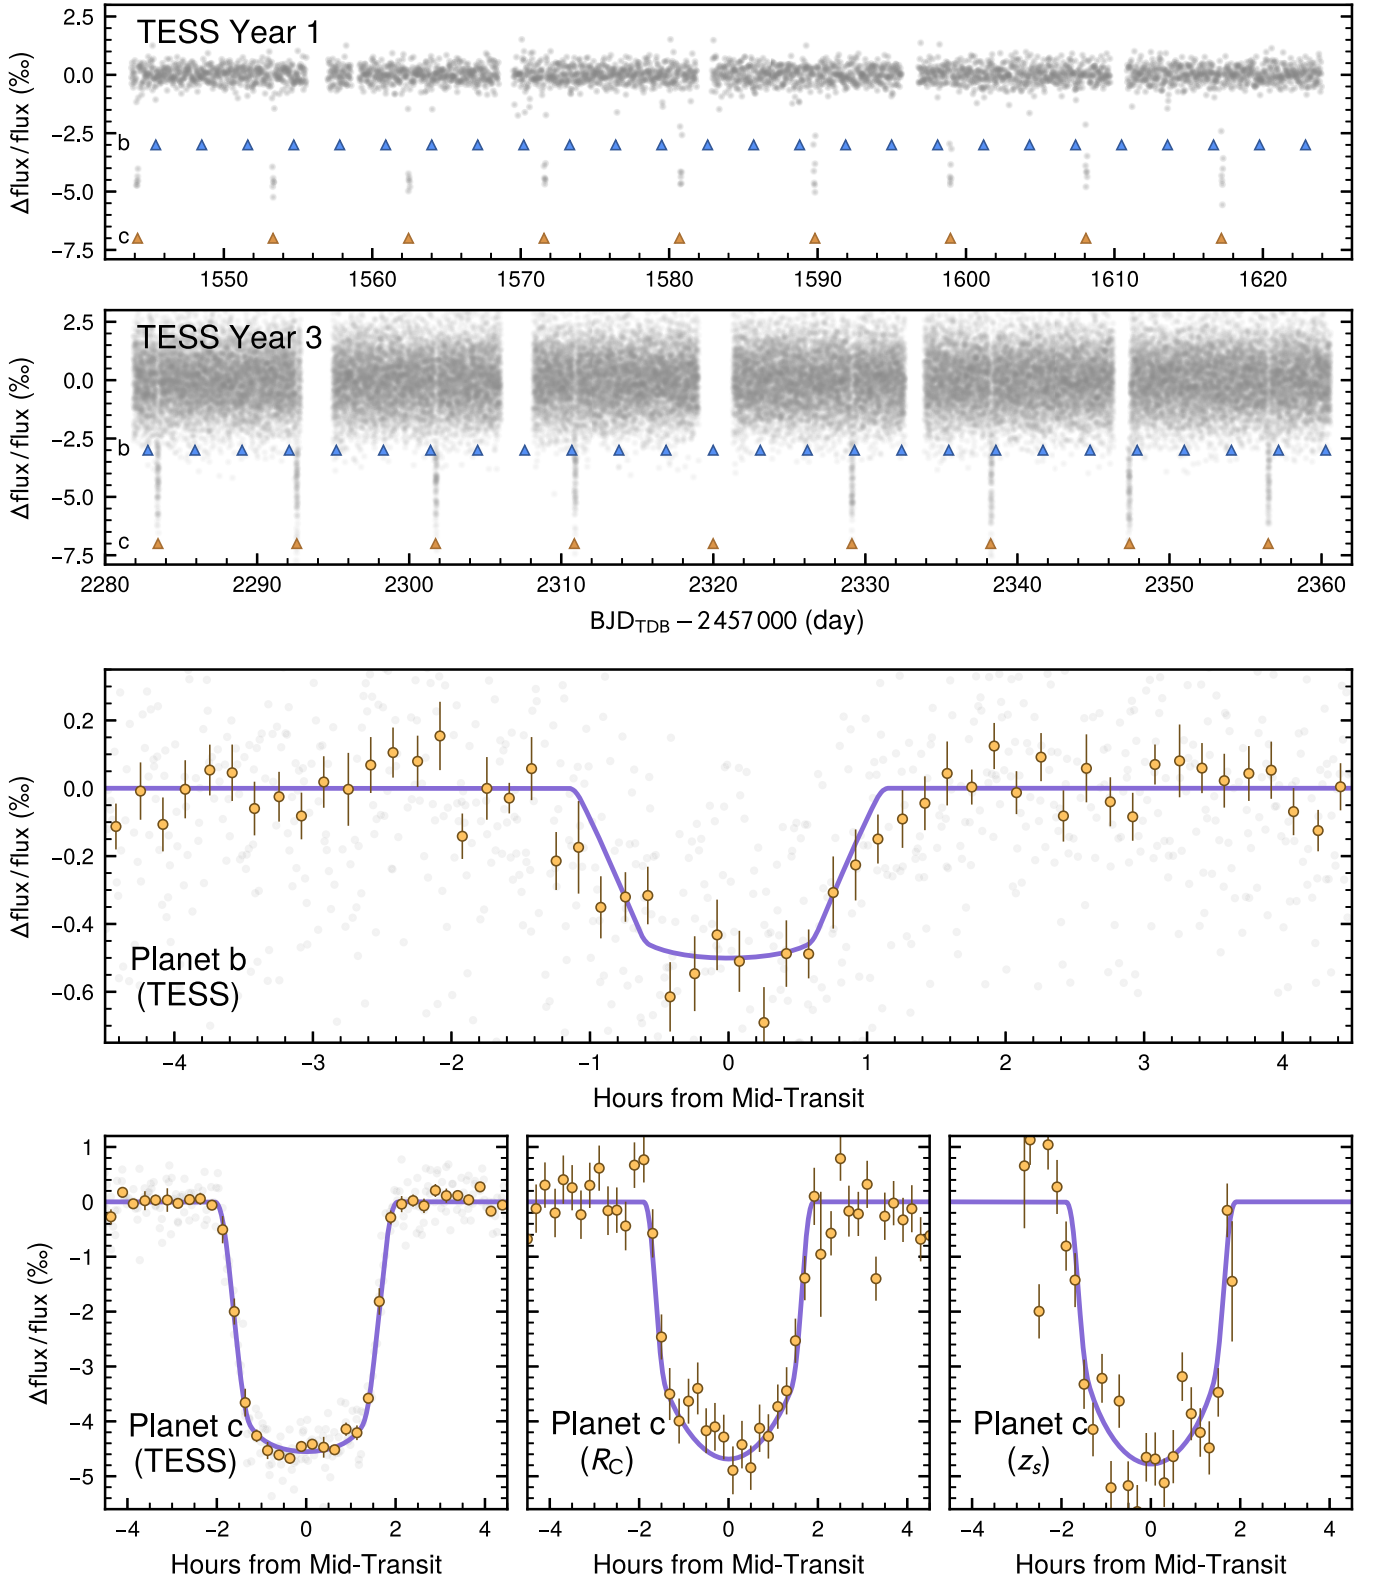 TESS Year 1
Δflux / flux (‰)
2.5
0.0
−2.5
−5.0
−7.5
b
c
1550 1560 1570 1580 1590 1600 1610 1620
TESS Year 3
Δflux / flux (‰)
2.5
0.0
−2.5
−5.0
−7.5
b
c
2280 2290 2300 2310 2320 2330 2340 2350 2360
BJD_TDB − 2 457 000 (day)
Δflux / flux (‰)
0.2
0.0
−0.2
−0.4
−0.6
Planet b
(TESS)
−4 −3 −2 −1 0 1 2 3 4
Hours from Mid-Transit
Δflux / flux (‰)
1
0
−1
−2
−3
−4
−5
Planet c
(TESS)
−4 −2 0 2 4
Hours from Mid-Transit
Planet c
(R_C)
−4 −2 0 2 4
Hours from Mid-Transit
Planet c
(z_s)
−4 −2 0 2 4
Hours from Mid-Transit